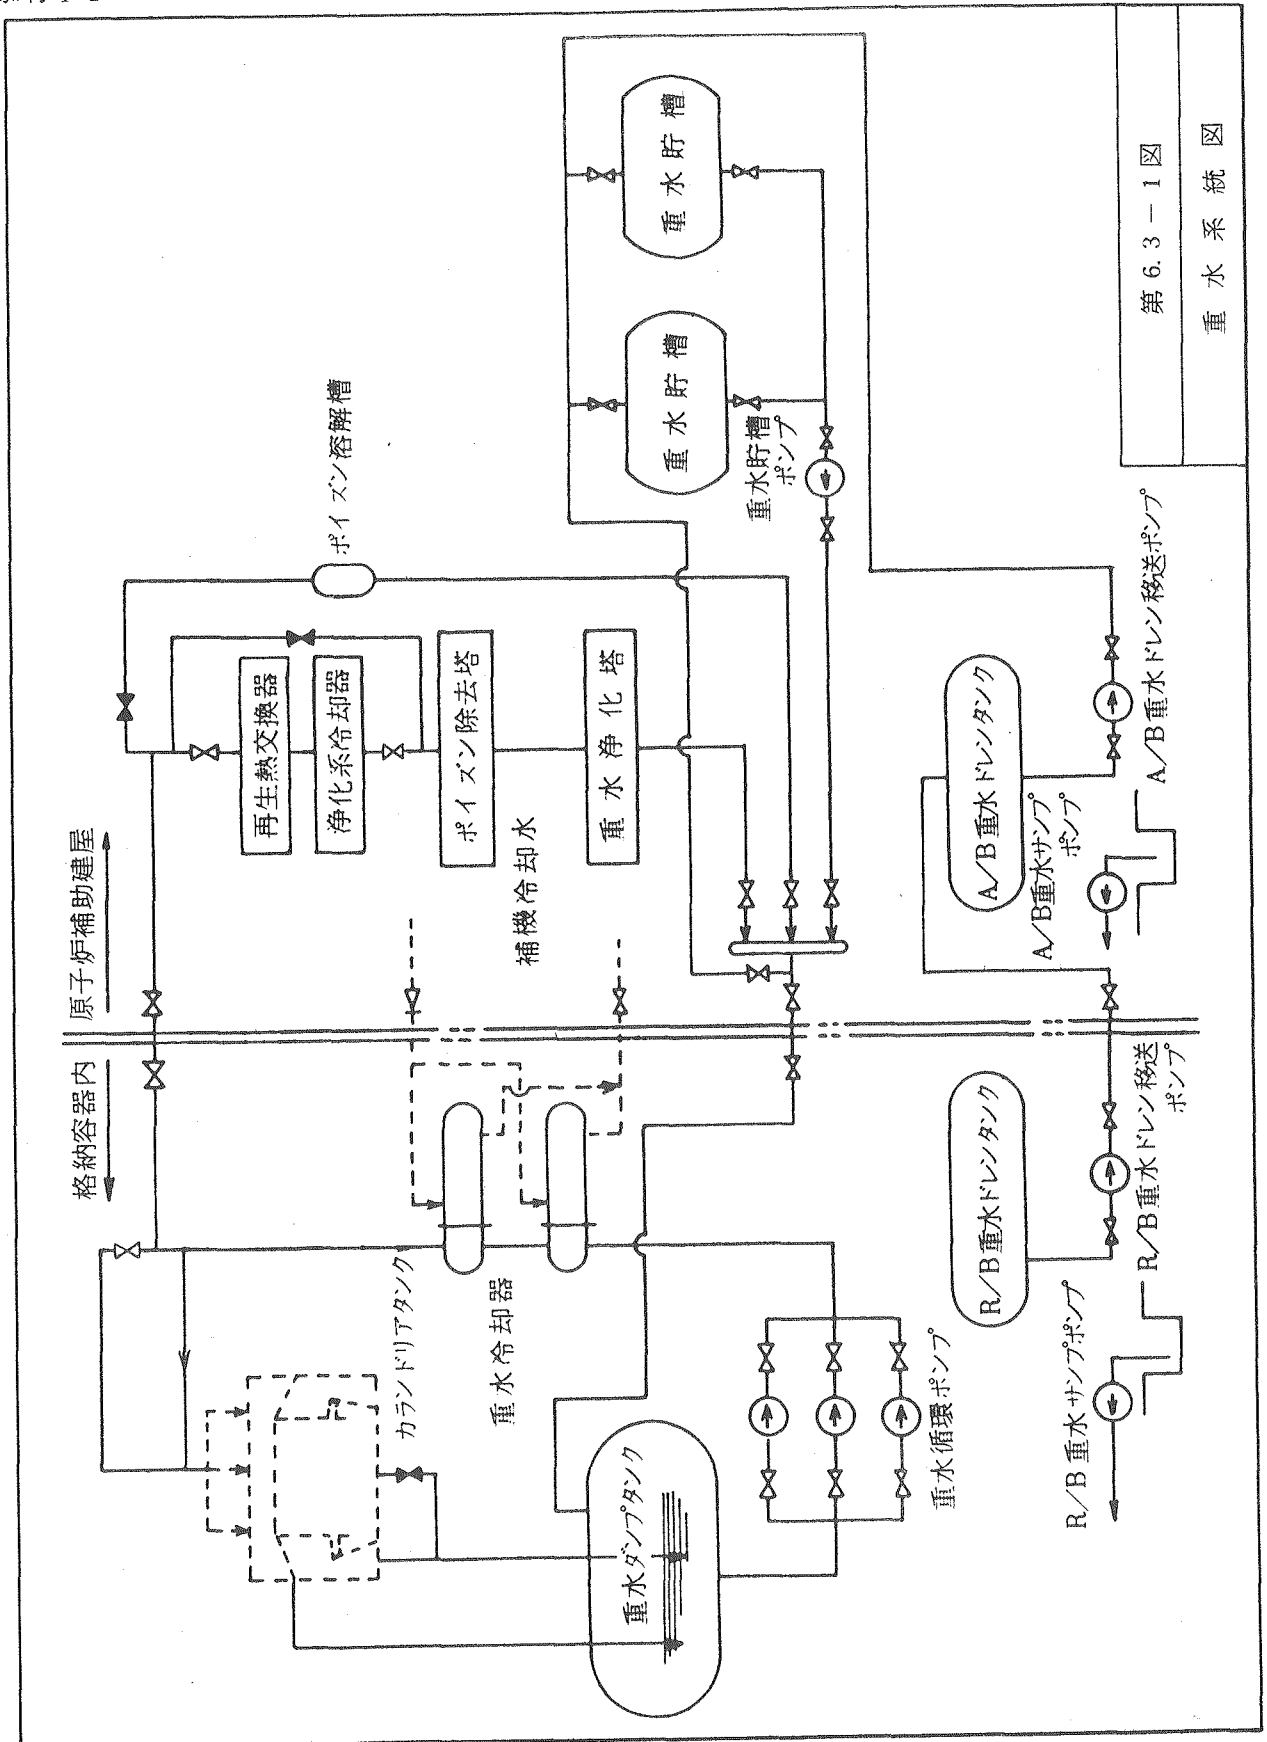 格納容器内
原子炉補助建屋
ポイズン溶解槽
再生熱交換器
浄化系冷却器
ポイズン除去塔
重水浄化塔
補機冷却水
カランドリアタンク
重水冷却器
重水ダンプタンク
重水循環ポンプ
重水貯槽
重水貯槽
重水貯槽
ポンプ
R/B重水ドレンタンク
A/B重水ドレンタンク
R/B重水サンプポンプ
R/B重水ドレン移送
ポンプ
A/B重水サンプ
ポンプ
A/B重水ドレン移送ポンプ
第6.3-1図
重水系統図